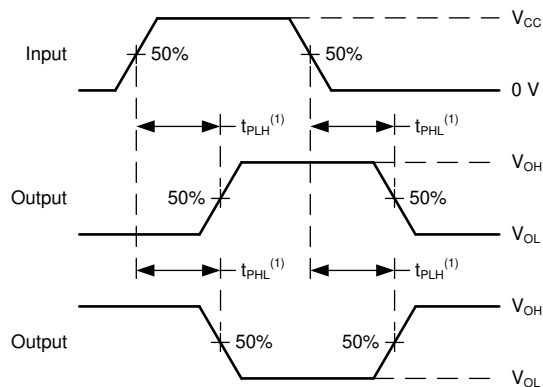 V_CC
Input 50% 50%
0 V
t_PLH^(1) t_PHL^(1)
V_OH
Output 50% 50%
V_OL
t_PHL^(1) t_PLH^(1)
V_OH
Output 50% 50%
V_OL